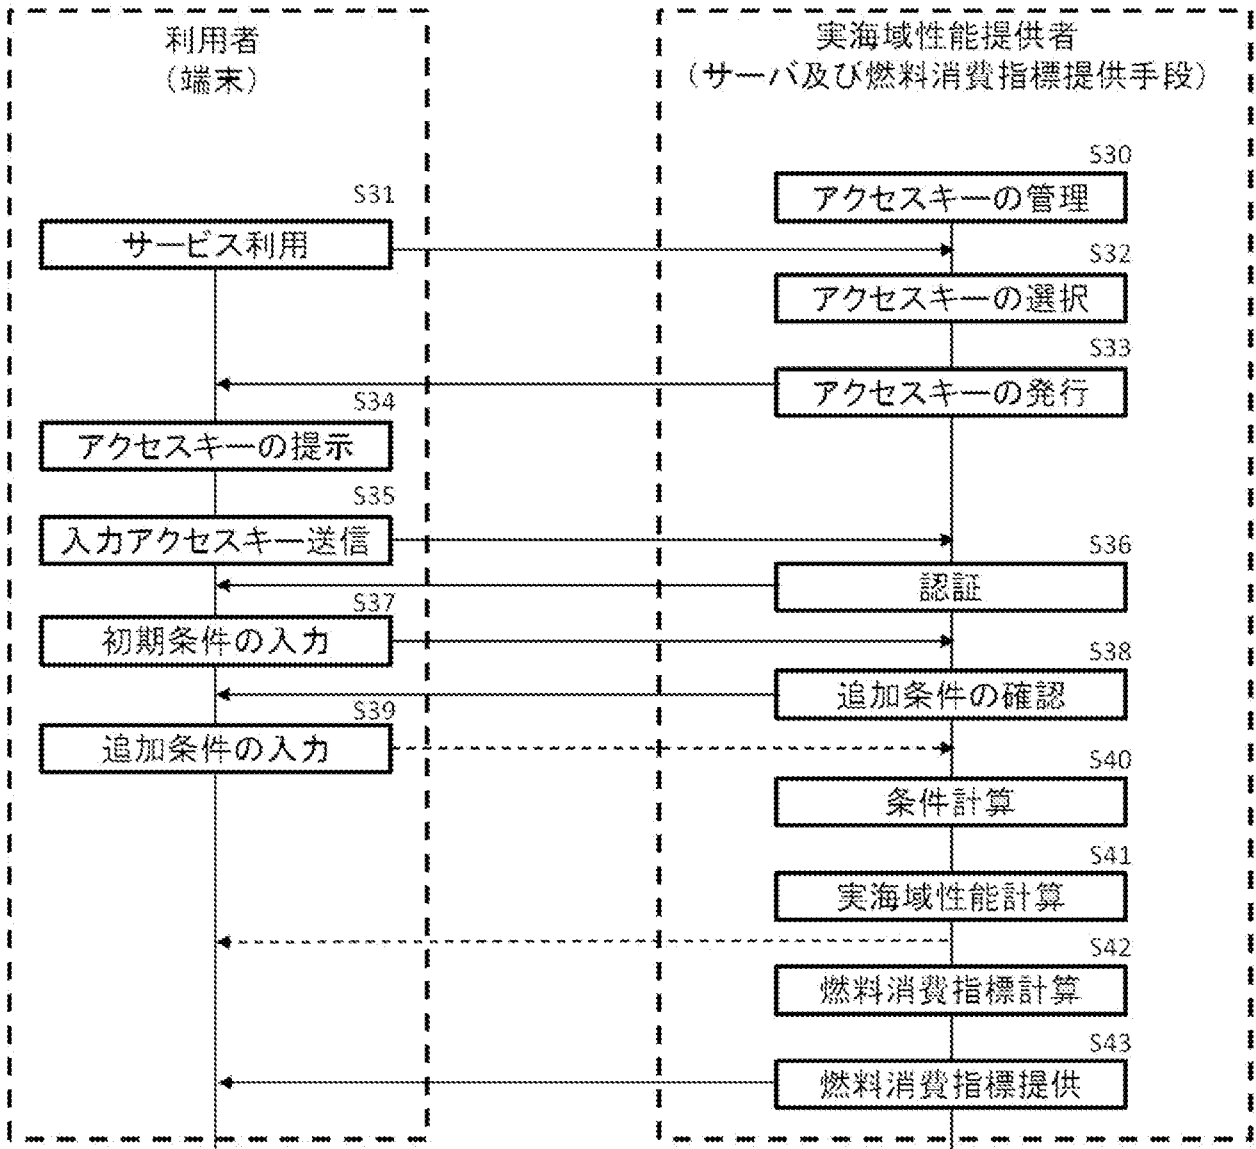 利用者
（端末）
実海域性能提供者
（サーバ及び燃料消費指標提供手段）
S30
アクセスキーの管理
S31
サービス利用
S32
アクセスキーの選択
S33
アクセスキーの発行
S34
アクセスキーの提示
S35
入力アクセスキー送信
S36
認証
S37
初期条件の入力
S38
追加条件の確認
S39
追加条件の入力
S40
条件計算
S41
実海域性能計算
S42
燃料消費指標計算
S43
燃料消費指標提供